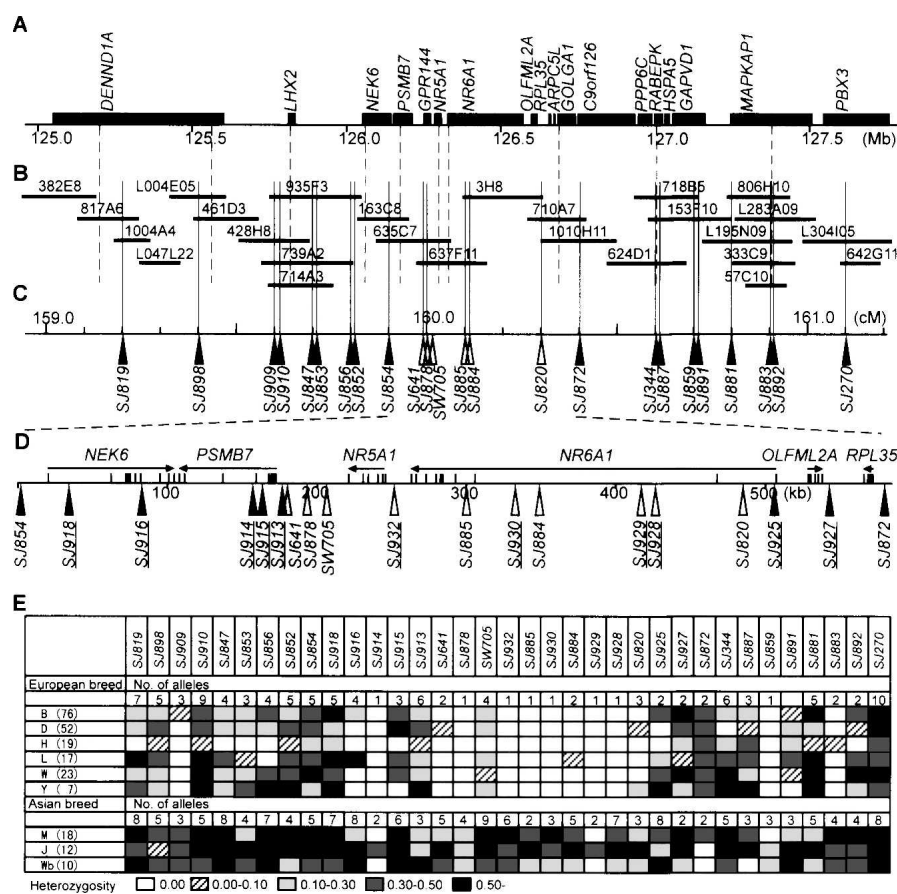 A
DENND1A
LHX2
NEK6
PSMB7
GPR144
NR5A1
NR6A1
OLFML2A
RPL35
ARPC5L
GOLGA1
C9orf126
PPP6C
RABEPK
HSPA5
GAPVD1
MAPKAP1
PBX3
125.0 125.5 126.0 126.5 127.0 127.5 (Mb)
B
382E8 L004E05 935F3 3H8 718B5 806H10
817A6 461D3 163C8 710A7 153F10 L283A09
1004A4 428H8 635C7 1010H11 L195N09 L304I05
L047L22 739A2 637F11 624D1 333C9 642G11
714A3 57C10
C
159.0 160.0 161.0 (cM)
SJ819
SJ898
SJ909
SJ910
SJ847
SJ853
SJ856
SJ852
SJ854
SJ641
SJ878
SW705
SJ885
SJ884
SJ820
SJ872
SJ344
SJ887
SJ859
SJ891
SJ881
SJ883
SJ892
SJ270
D
NEK6 PSMB7 NR5A1 NR6A1 OLFML2A RPL35
100 200 300 400 500 (kb)
SJ854
SJ918
SJ916
SJ914
SJ915
SJ913
SJ641
SJ878
SW705
SJ932
SJ885
SJ930
SJ884
SJ929
SJ928
SJ820
SJ925
SJ927
SJ872
E
SJ819 SJ898 SJ909 SJ910 SJ847 SJ853 SJ856 SJ852 SJ854 SJ918 SJ916 SJ914 SJ915 SJ913 SJ641 SJ878 SW705 SJ932 SJ885 SJ930 SJ884 SJ929 SJ928 SJ820 SJ925 SJ927 SJ872 SJ344 SJ887 SJ859 SJ891 SJ881 SJ883 SJ892 SJ270
European breed No. of alleles
7 5 3 9 4 3 4 5 5 5 4 1 3 6 2 1 4 1 1 1 2 1 1 3 2 2 2 6 3 1 3 5 2 2 10
B (76)
D (52)
H (19)
L (17)
W (23)
Y ( 7)
Asian breed No. of alleles
8 5 3 5 8 4 7 4 5 7 8 2 6 3 5 4 9 6 2 5 3 2 7 3 8 2 2 5 3 3 3 8 4 4 8
M (18)
J (12)
Wb(10)
Heterozygosity 0.00 0.00-0.10 0.10-0.30 0.30-0.50 0.50-